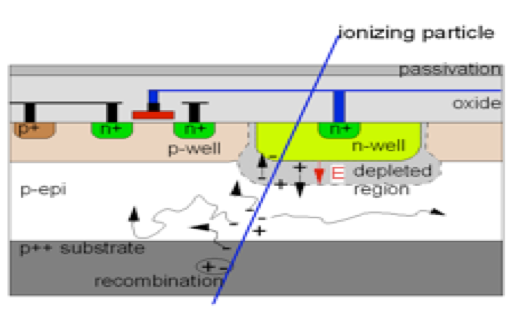 ionizing particle
passivation
oxide
p+
n+
n+
n+
p-well
n-well
E
depleted
region
p-epi
p++ substrate
recombination